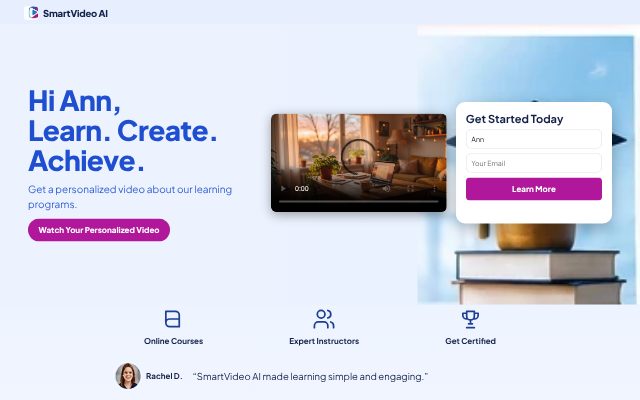 SmartVideo AI
Hi Ann,
Learn. Create.
Achieve.
Get a personalized video about our learning
programs.
Watch Your Personalized Video
0:00
Get Started Today
Ann
Your Email
Learn More
Online Courses
Expert Instructors
Get Certified
Rachel D.
“SmartVideo AI made learning simple and engaging.”